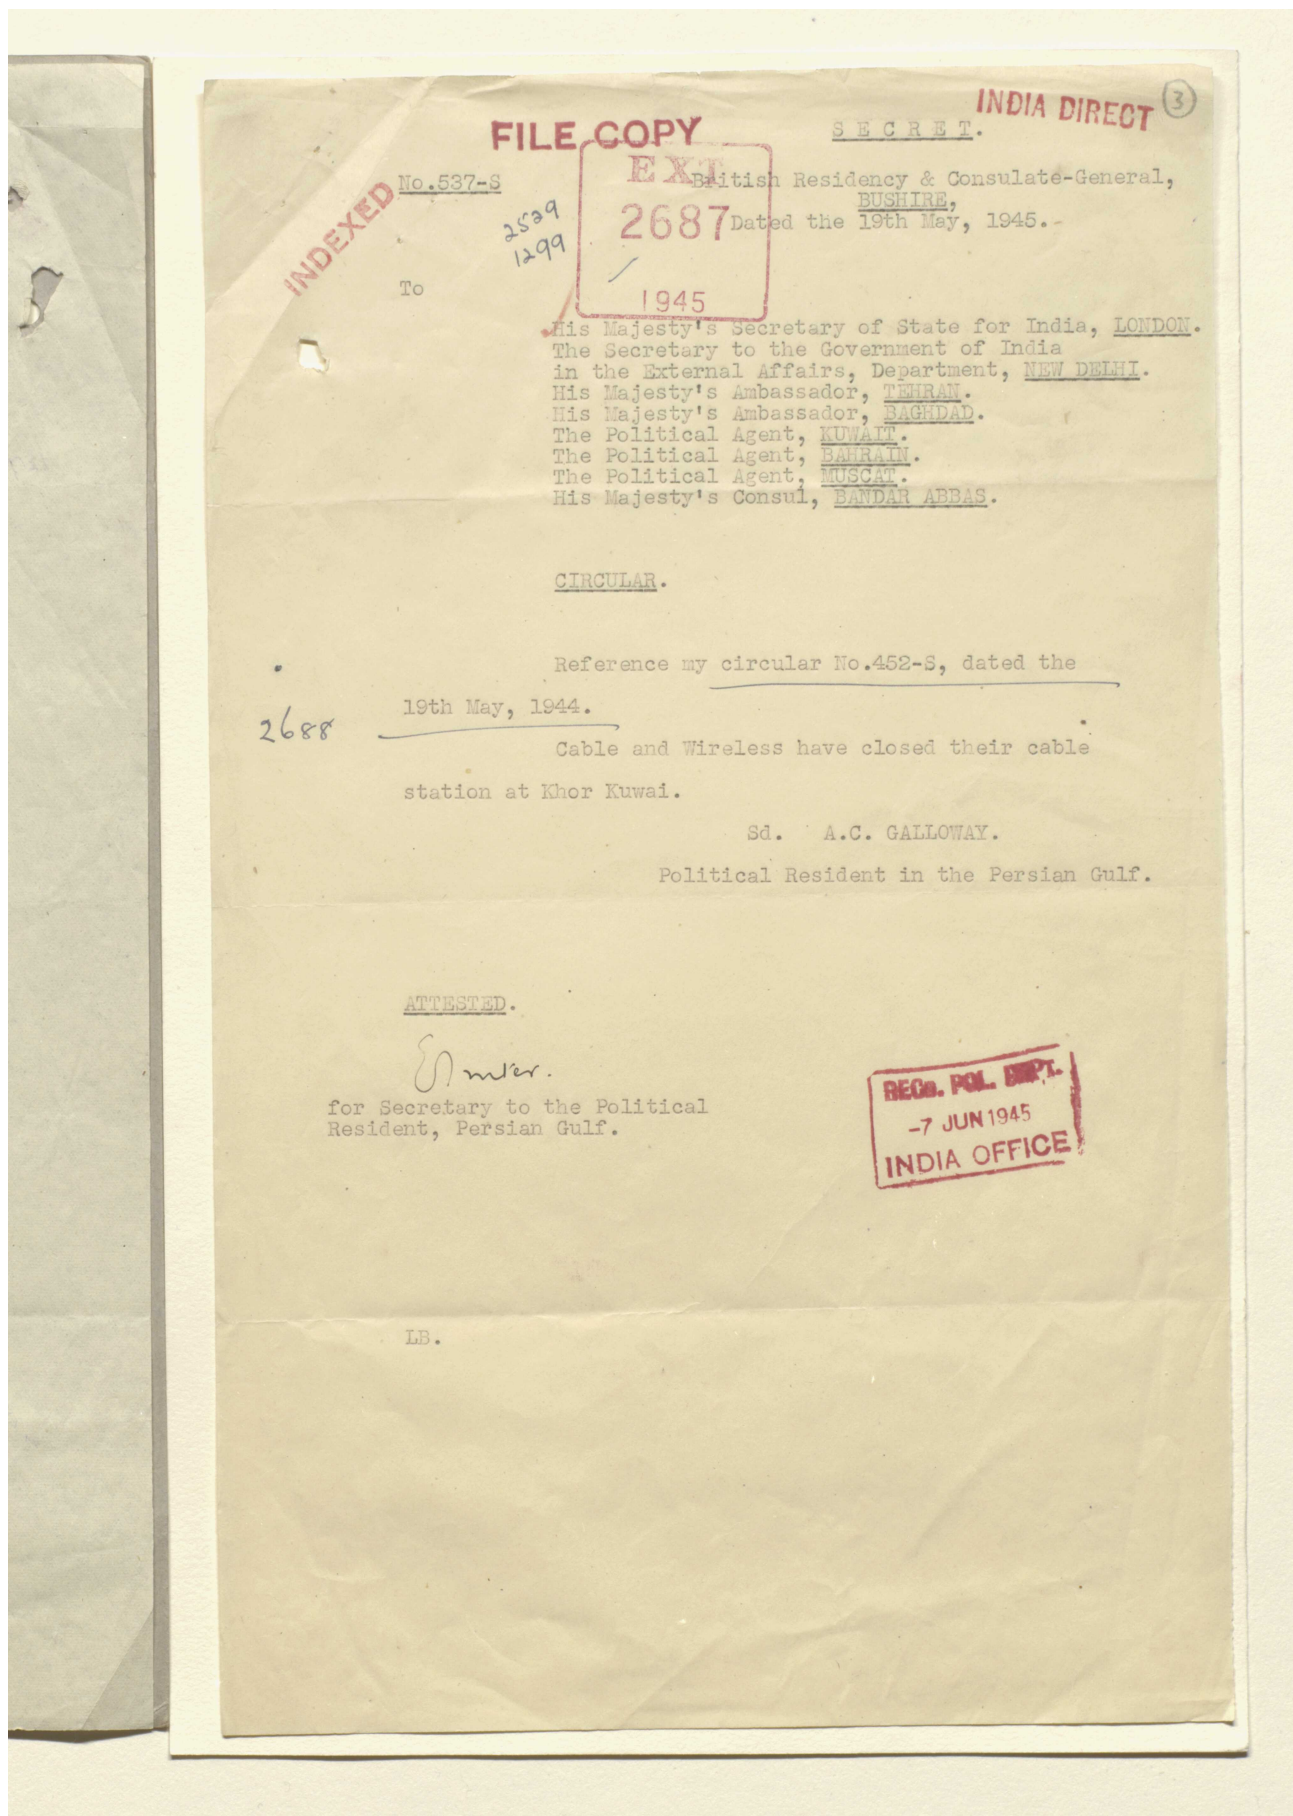 INDIA DIRECT
3
FILE COPY
SECRET.
INDEXED
No.537-S
EXT
2687
1945
British Residency & Consulate-General,
BUSHIRE,
Dated the 19th May, 1945.-
2529
1299
To
His Majesty's Secretary of State for India, LONDON.
The Secretary to the Government of India
in the External Affairs, Department, NEW DELHI.
His Majesty's Ambassador, TEHRAN.
His Majesty's Ambassador, BAGHDAD.
The Political Agent, KUWAIT.
The Political Agent, BAHRAIN.
The Political Agent, MUSCAT.
His Majesty's Consul, BANDAR ABBAS.
CIRCULAR.
Reference my circular No.452-S, dated the
19th May, 1944.
2688
Cable and Wireless have closed their cable
station at Khor Kuwai.
Sd. A.C. GALLOWAY.
Political Resident in the Persian Gulf.
ATTESTED.
for Secretary to the Political
Resident, Persian Gulf.
RECD. POL. DEPT.
-7 JUN 1945
INDIA OFFICE
LB.